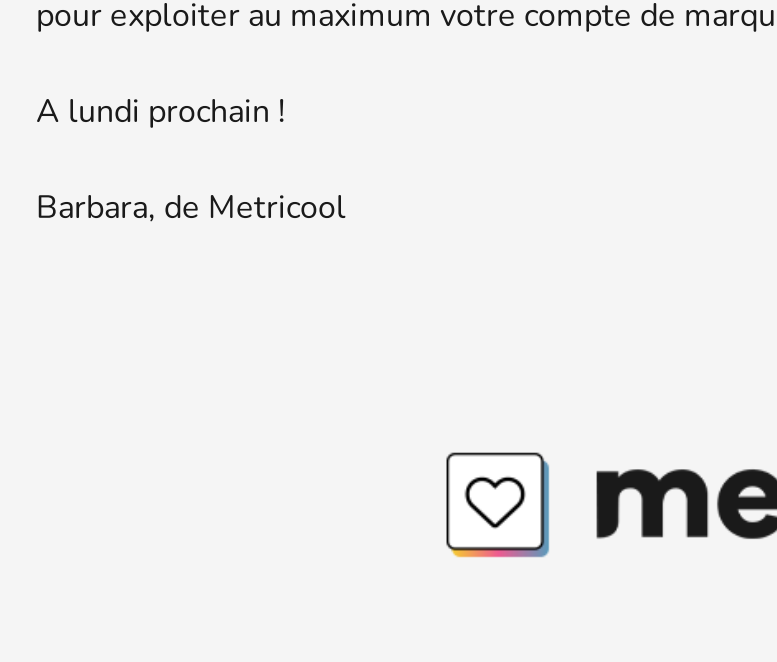 pour exploiter au maximum votre compte de marqu
A lundi prochain !
Barbara, de Metricool
me